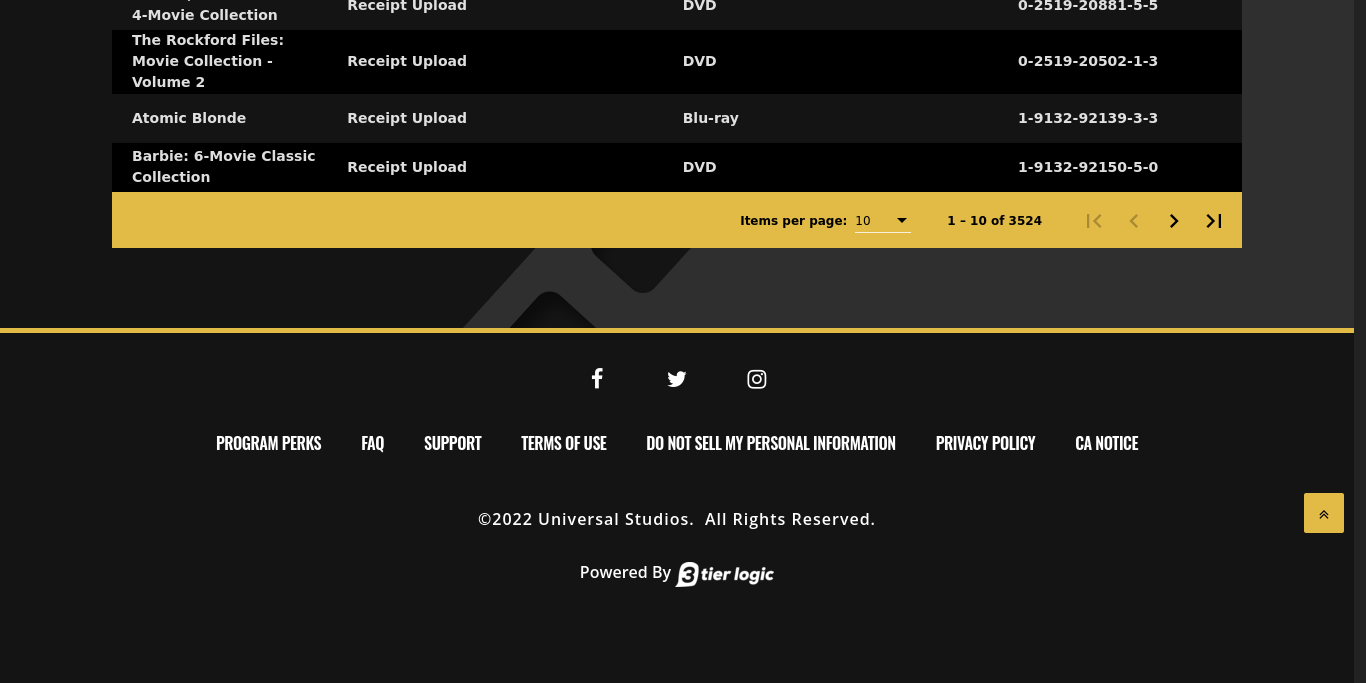 4-Movie Collection
Receipt Upload
DVD
0-2519-20881-5-5
The Rockford Files:
Movie Collection -
Volume 2
Receipt Upload
DVD
0-2519-20502-1-3
Atomic Blonde
Receipt Upload
Blu-ray
1-9132-92139-3-3
Barbie: 6-Movie Classic
Collection
Receipt Upload
DVD
1-9132-92150-5-0
Items per page: 10
1 – 10 of 3524
PROGRAM PERKS
FAQ
SUPPORT
TERMS OF USE
DO NOT SELL MY PERSONAL INFORMATION
PRIVACY POLICY
CA NOTICE
©2022 Universal Studios.  All Rights Reserved.
Powered By 3 tier logic